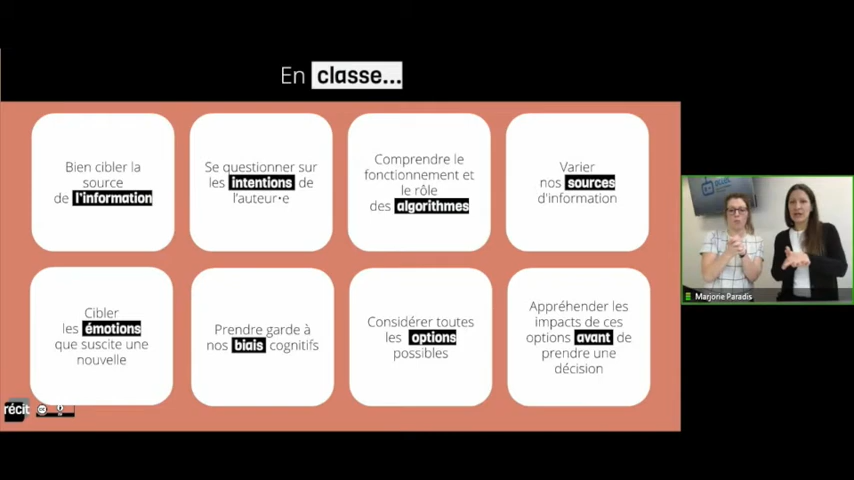 En classe...
Bien cibler la
source
de l'information
Se questionner sur
les intentions de
l'auteur·e
Comprendre le
fonctionnement et
le rôle
des algorithmes
Varier
nos sources
d'information
Cibler
les émotions
que suscite une
nouvelle
Prendre garde à
nos biais cognitifs
Considérer toutes
les options
possibles
Appréhender les
impacts de ces
options avant de
prendre une
décision
récit
Marjorie Paradis